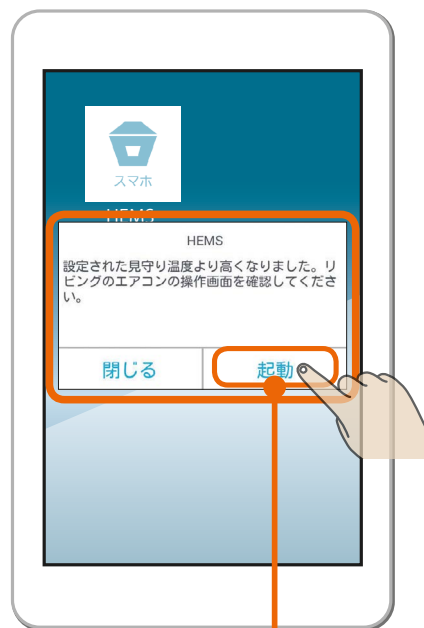 スマホ
HEMS
HEMS
設定された見守り温度より高くなりました。リ
ビングのエアコンの操作画面を確認してくださ
い。
閉じる
起動